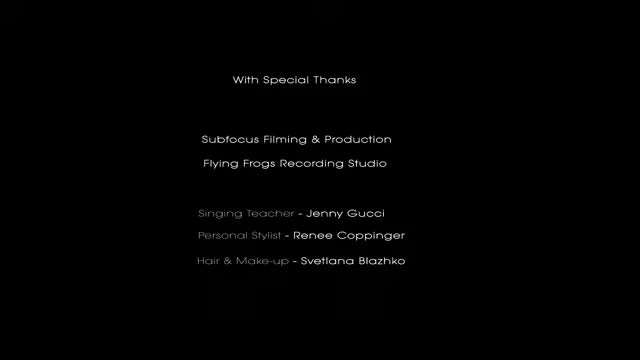 With Special Thanks
Subfocus Filming & Production
Flying Frogs Recording Studio
Singing Teacher - Jenny Gucci
Personal Stylist - Renee Coppinger
Hair & Make-up - Svetlana Blazhko